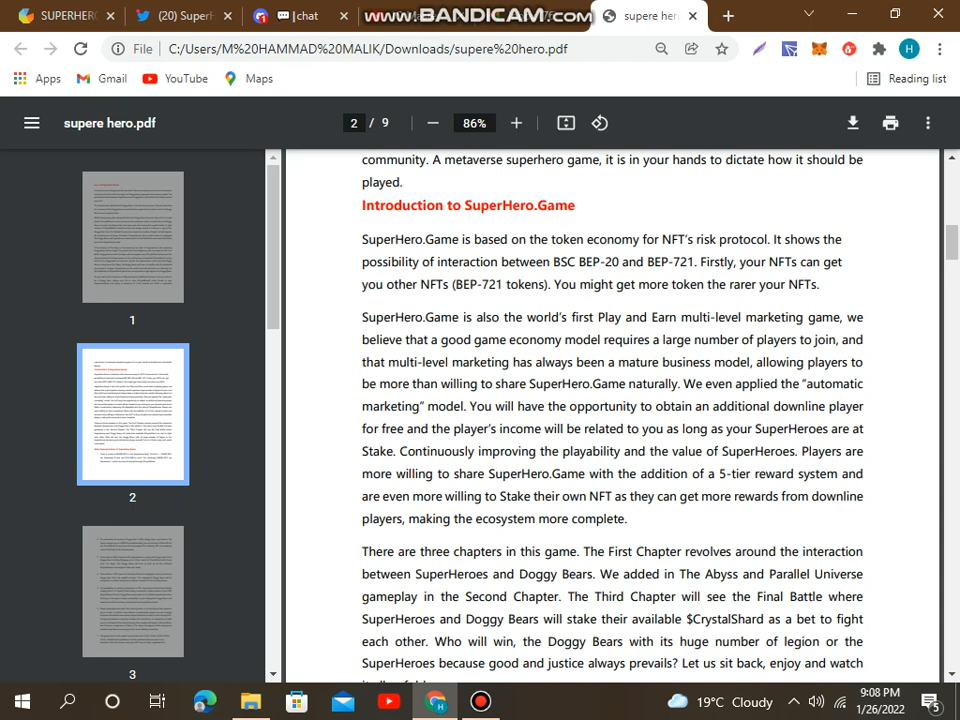 SUPERHERO
(20) SuperH
chat
www.BANDICAM.com
supere her
File
C:/Users/M%20HAMMAD%20MALIK/Downloads/supere%20hero.pdf
H
Apps
Gmail
YouTube
Maps
Reading list
supere hero.pdf
2 / 9
86%
community. A metaverse superhero game, it is in your hands to dictate how it should be
played.
Introduction to SuperHero.Game
SuperHero.Game is based on the token economy for NFT's risk protocol. It shows the
possibility of interaction between BSC BEP-20 and BEP-721. Firstly, your NFTs can get
you other NFTs (BEP-721 tokens). You might get more token the rarer your NFTs.
SuperHero.Game is also the world's first Play and Earn multi-level marketing game, we
believe that a good game economy model requires a large number of players to join, and
that multi-level marketing has always been a mature business model, allowing players to
be more than willing to share SuperHero.Game naturally. We even applied the "automatic
marketing" model. You will have the opportunity to obtain an additional downline player
for free and the player's income will be related to you as long as your SuperHeroes are at
Stake. Continuously improving the playability and the value of SuperHeroes. Players are
more willing to share SuperHero.Game with the addition of a 5-tier reward system and
are even more willing to Stake their own NFT as they can get more rewards from downline
players, making the ecosystem more complete.
There are three chapters in this game. The First Chapter revolves around the interaction
between SuperHeroes and Doggy Bears. We added in The Abyss and Parallel Universe
gameplay in the Second Chapter. The Third Chapter will see the Final Battle where
SuperHeroes and Doggy Bears will stake their available $CrystalShard as a bet to fight
each other. Who will win, the Doggy Bears with its huge number of legion or the
SuperHeroes because good and justice always prevails? Let us sit back, enjoy and watch
1
2
3
19°C Cloudy
9:08 PM
1/26/2022
5